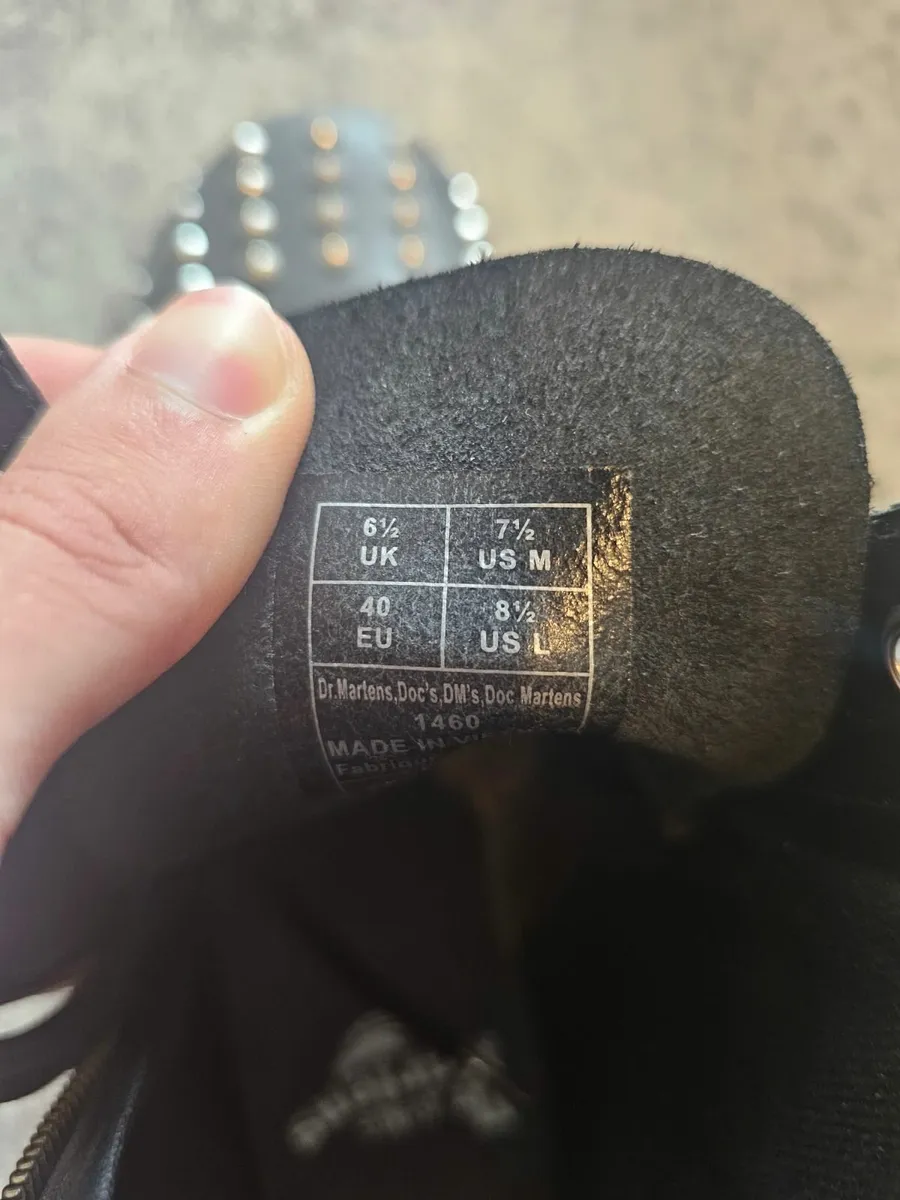 6½ 7½
UK US M
40 8½
EU US L
Dr.Martens,Doc's,DM's,Doc Martens
1460
MADE IN